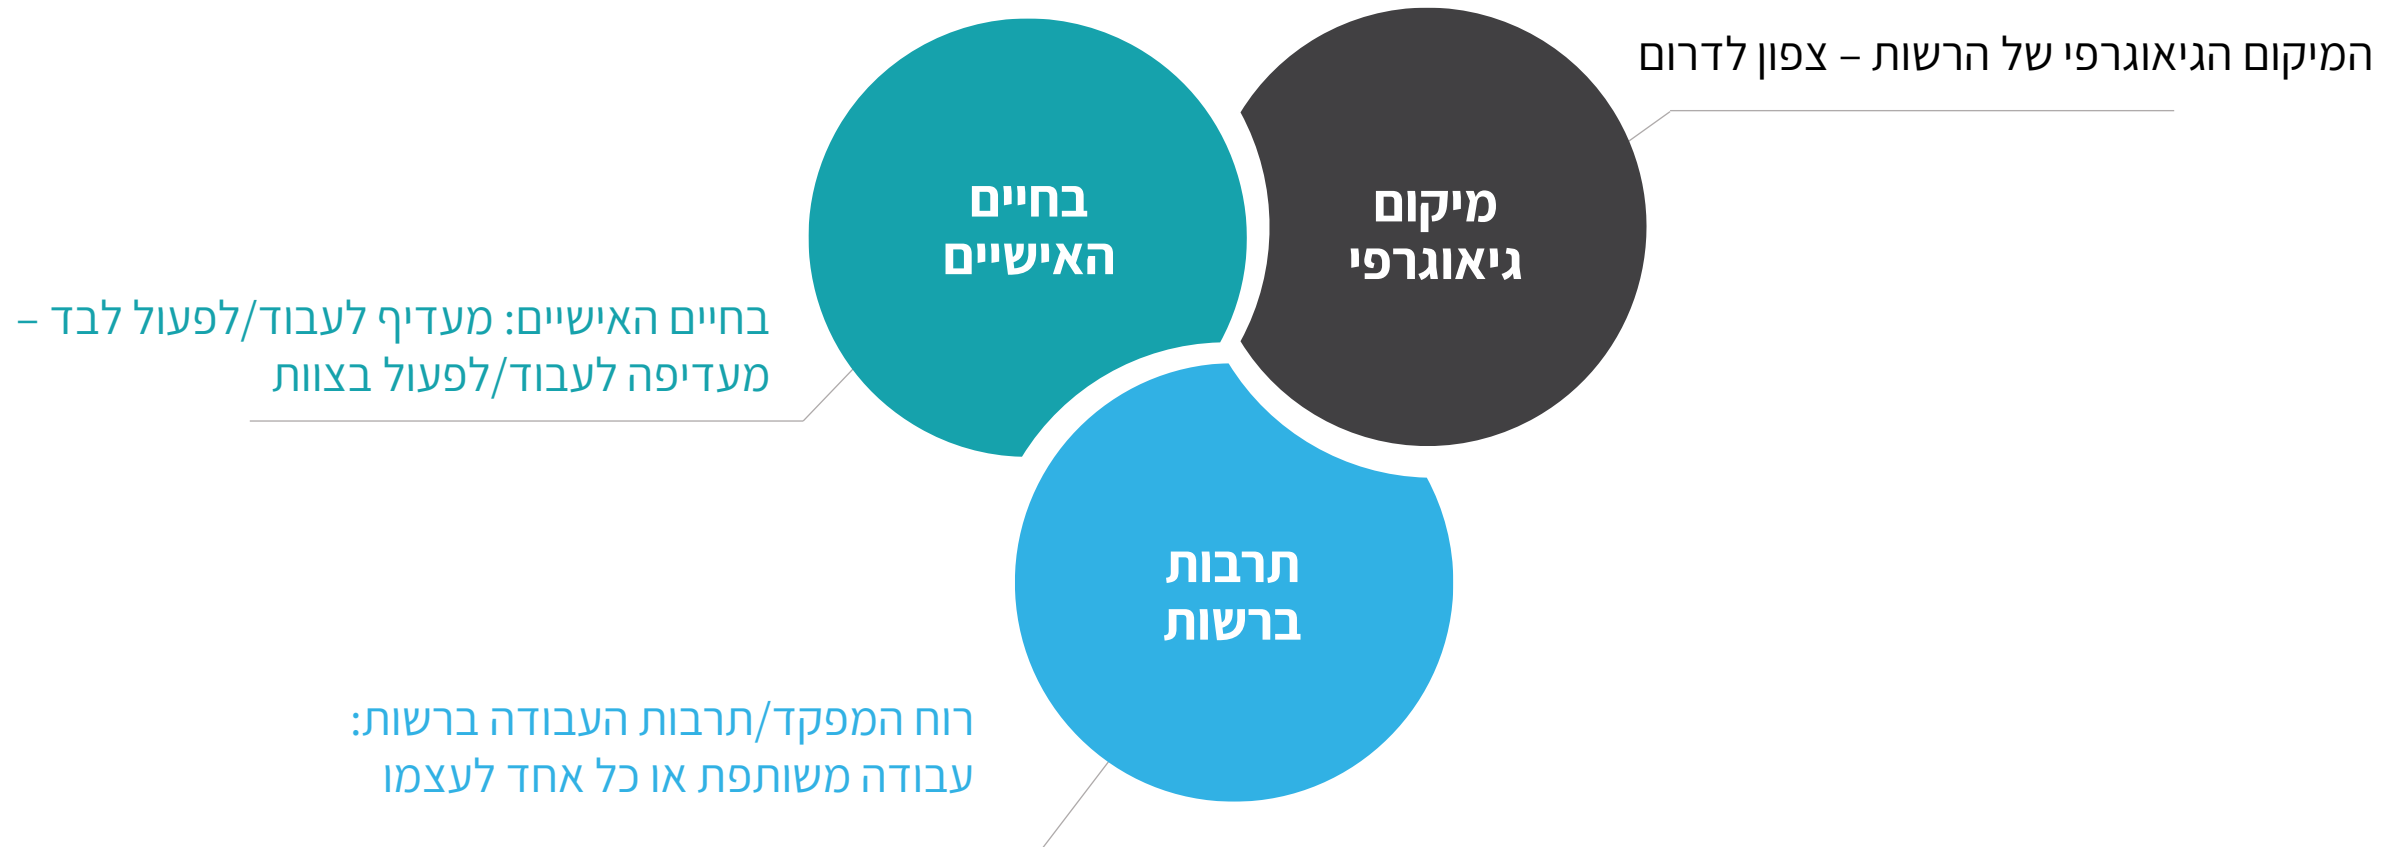 המיקום הגיאוגרפי של הרשות – צפון לדרום
מיקום
גיאוגרפי
בחיים
האישיים
בחיים האישיים: מעדיף לעבוד/לפעול לבד –
מעדיפה לעבוד/לפעול בצוות
תרבות
ברשות
רוח המפקד/תרבות העבודה ברשות:
עבודה משותפת או כל אחד לעצמו